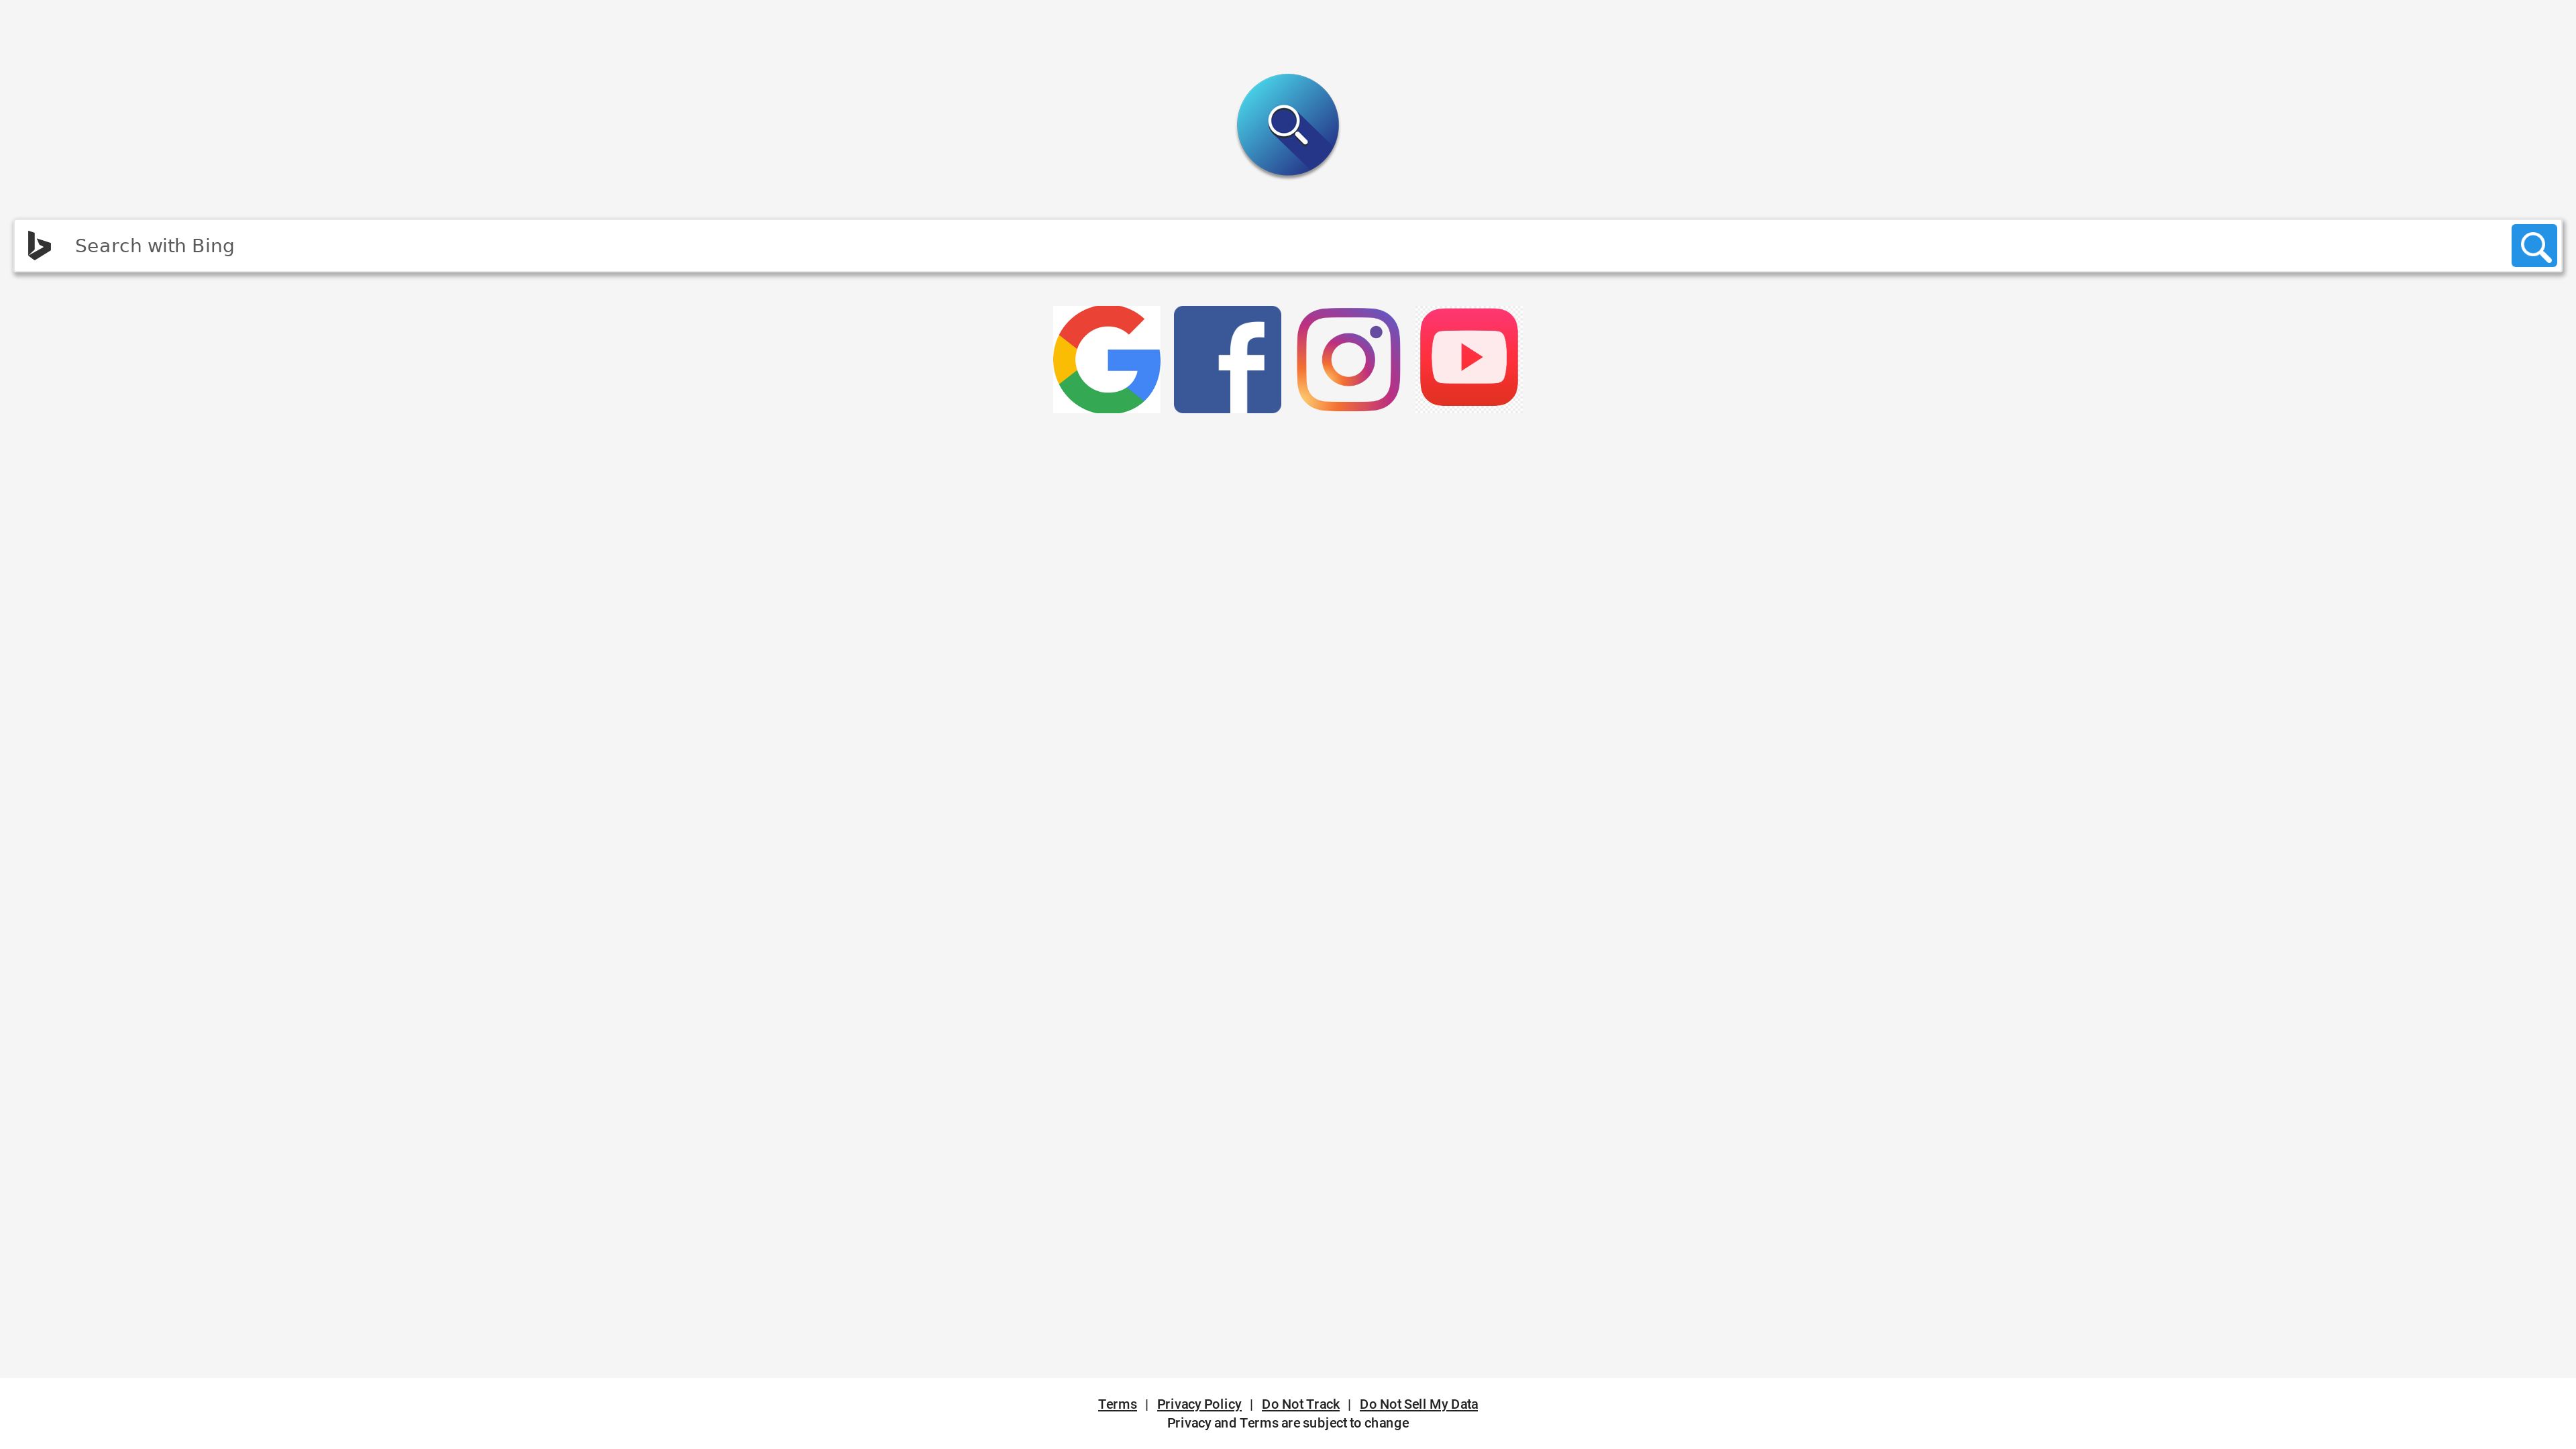 Search with Bing
Terms | Privacy Policy | Do Not Track | Do Not Sell My Data
Privacy and Terms are subject to change